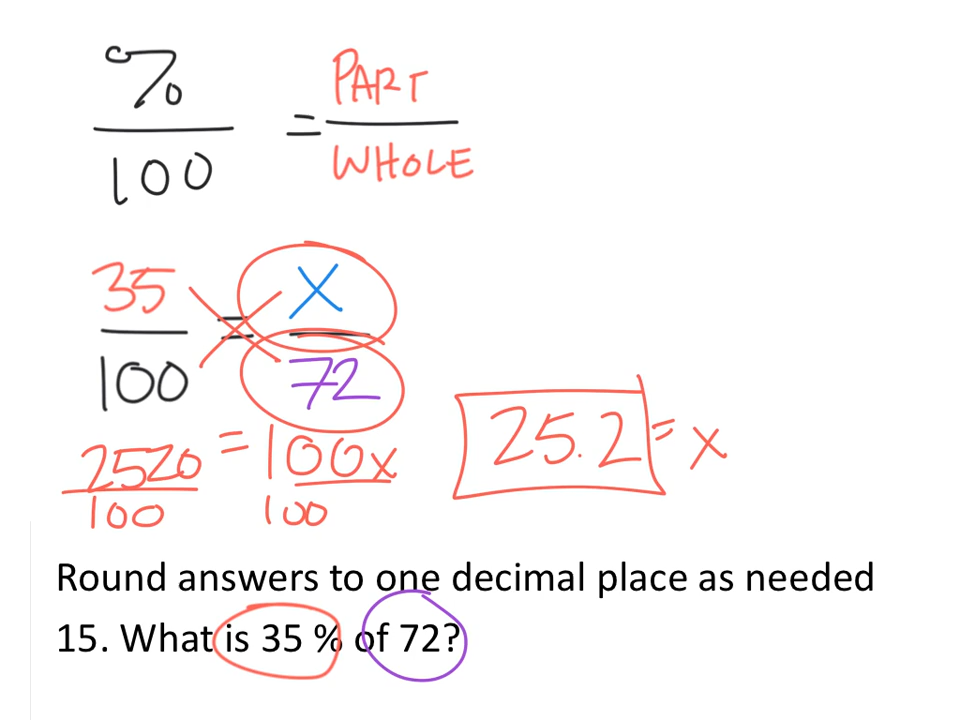 %
100
= PART
WHOLE
35
100
= X
72
2520 = 100x
100 100
25.2 = x
Round answers to one decimal place as needed
15. What is 35 % of 72?